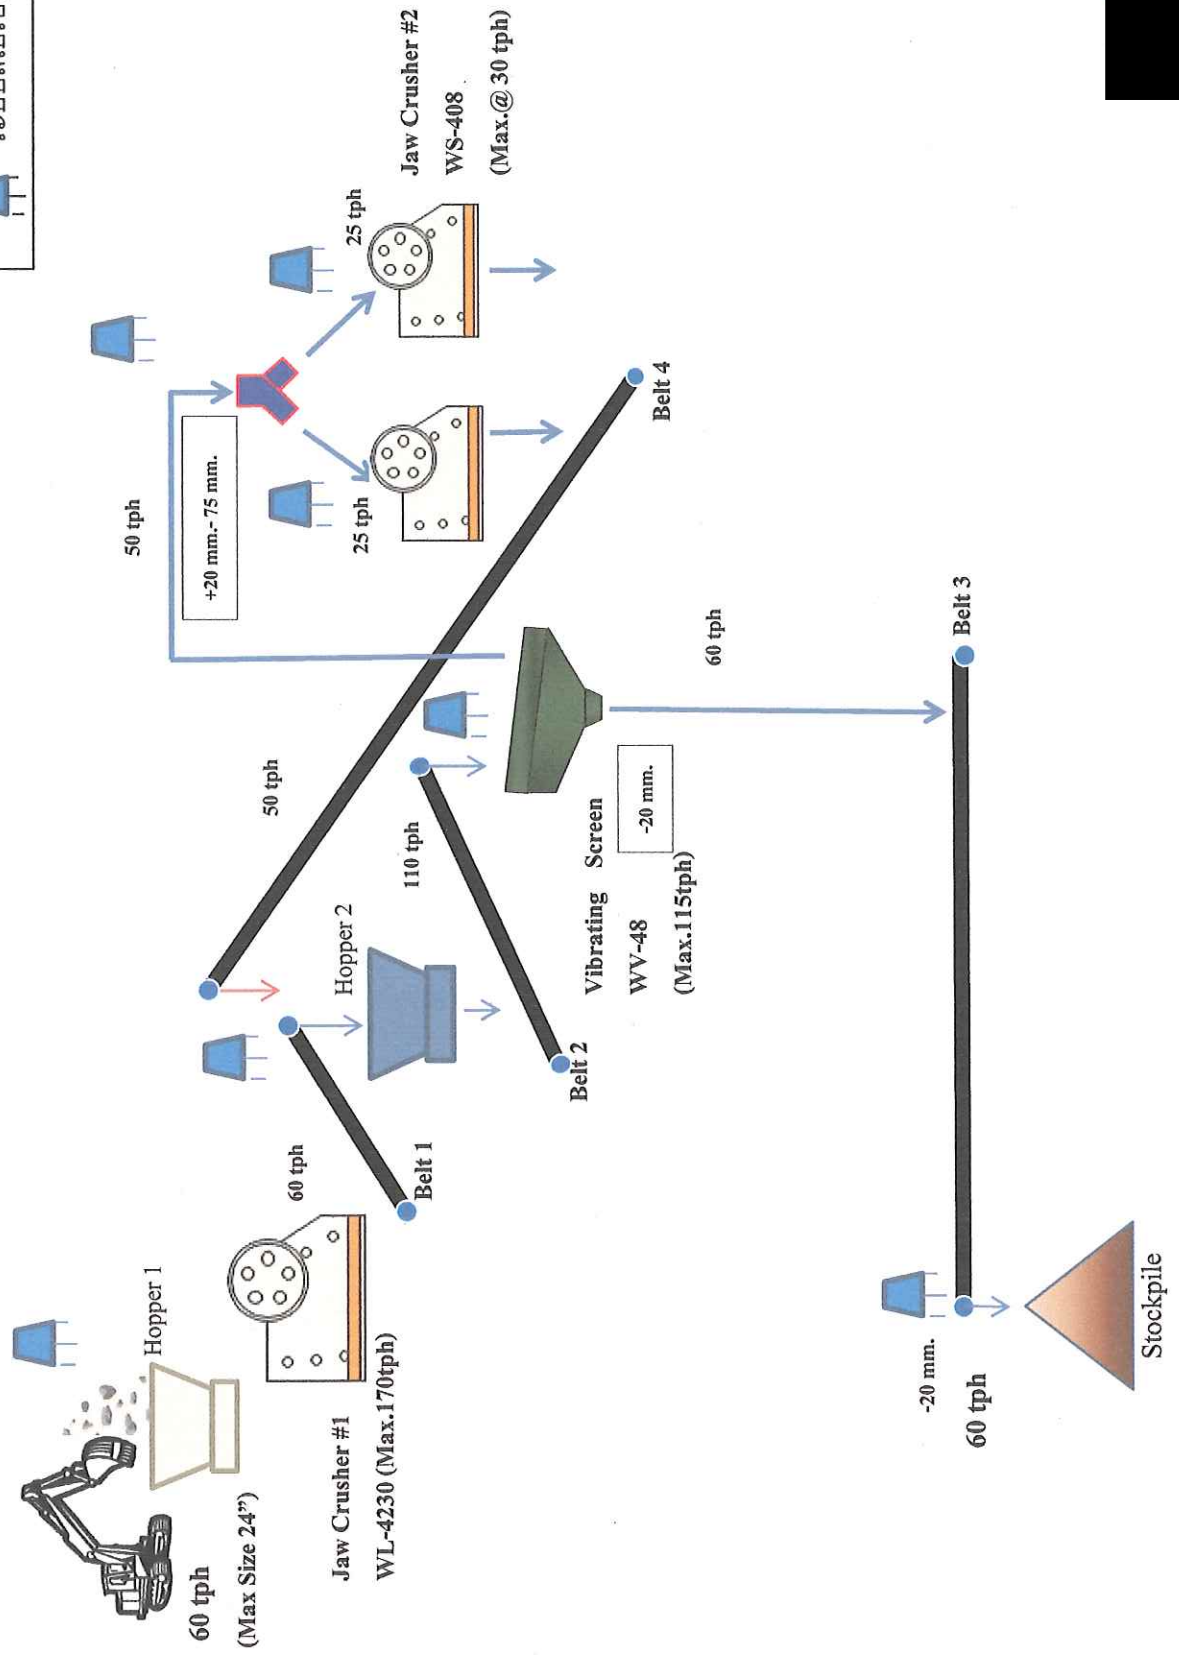 60 tph
(Max Size 24”)
Hopper 1
Jaw Crusher #1
WL-4230 (Max.170tph)
60 tph
Belt 1
Hopper 2
50 tph
Belt 2
110 tph
Vibrating Screen
WV-48
(Max.115tph)
-20 mm.
60 tph
50 tph
+20 mm.- 75 mm.
25 tph
25 tph
Jaw Crusher #2
WS-408
(Max.@ 30 tph)
Belt 4
Belt 3
-20 mm.
60 tph
Stockpile